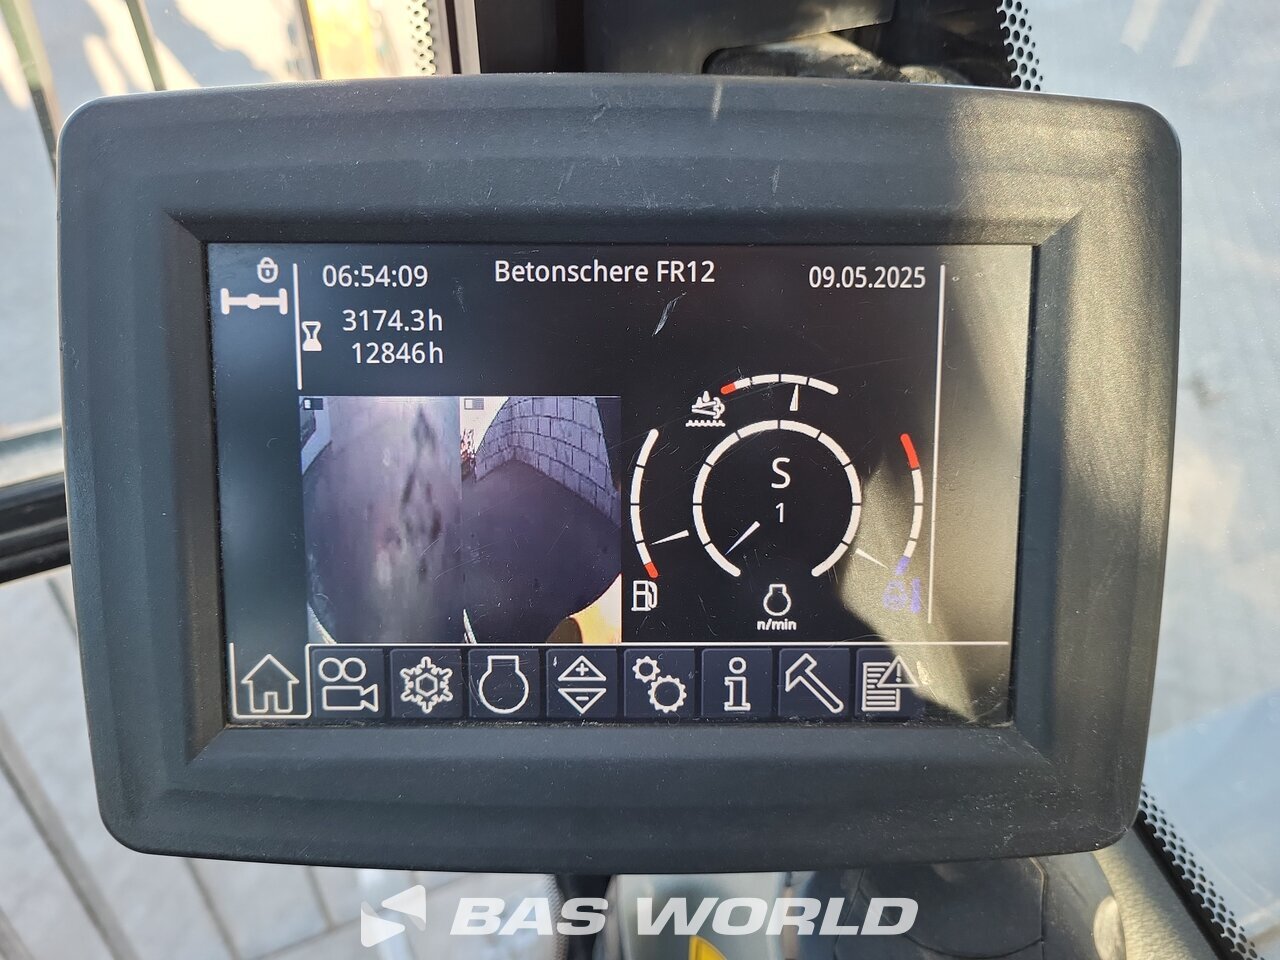 06:54:09 Betonschere FR12 09.05.2025
3174.3h
12846h
S
1
n/min
BAS WORLD